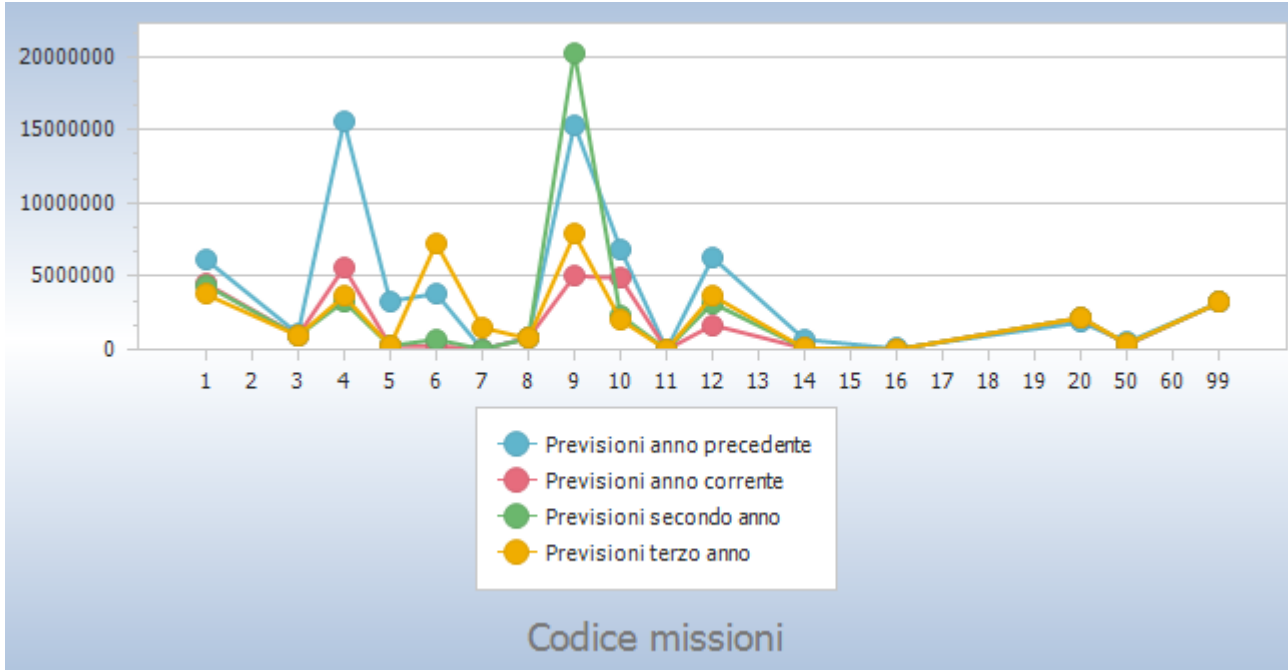 20000000
15000000
10000000
5000000
0
1 2 3 4 5 6 7 8 9 10 11 12 13 14 15 16 17 18 19 20 50 60 99
Previsioni anno precedente
Previsioni anno corrente
Previsioni secondo anno
Previsioni terzo anno
Codice missioni